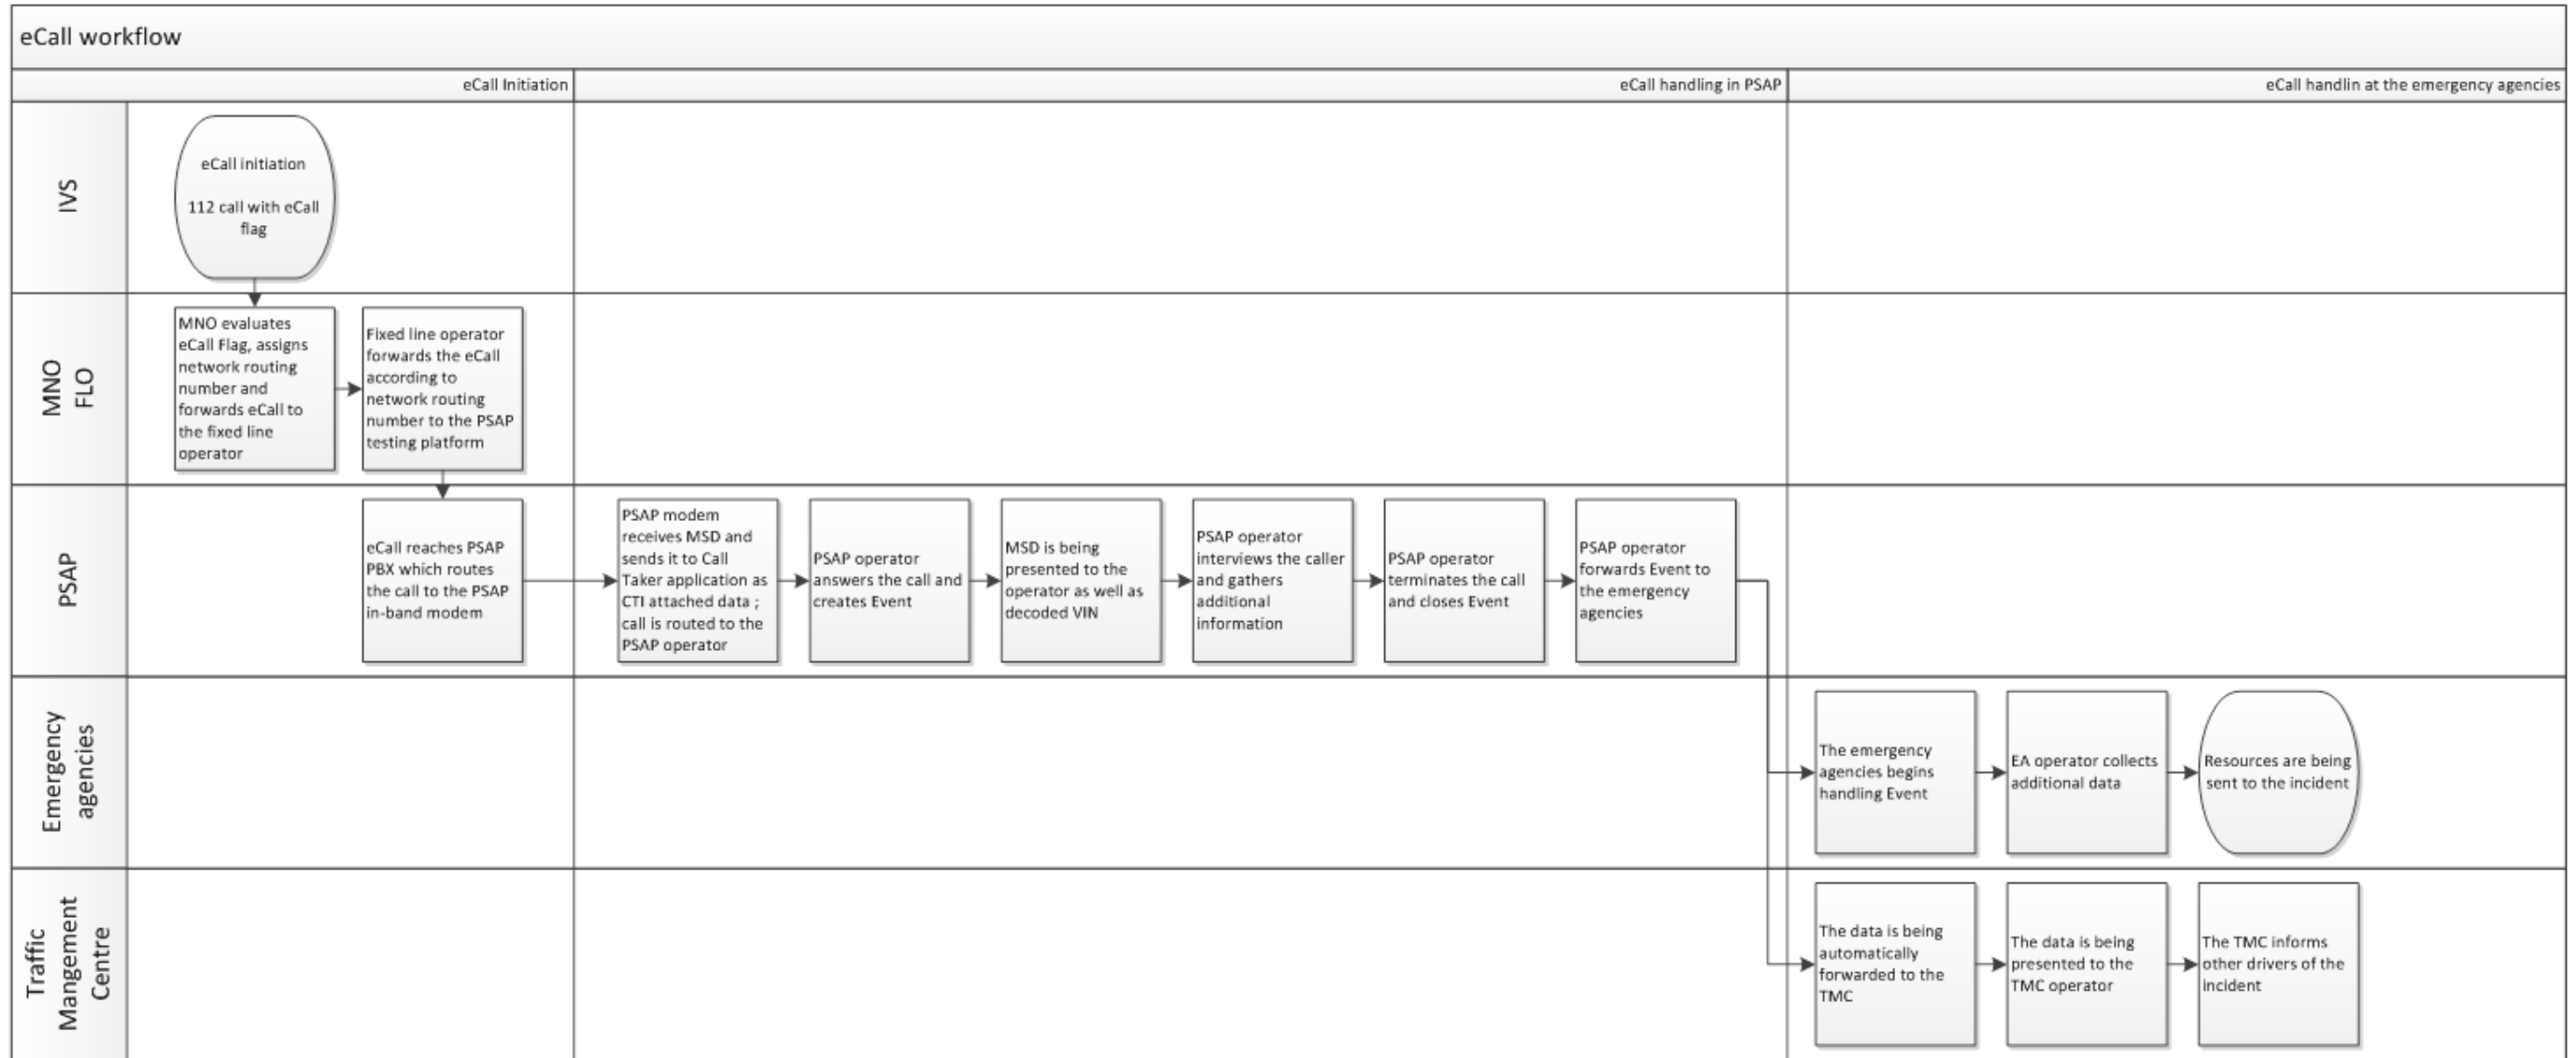 eCall workflow
eCall Initiation
eCall handling in PSAP
eCall handlin at the emergency agencies
IVS
eCall initiation
112 call with eCall
flag
MNO
FLO
MNO evaluates
eCall Flag, assigns
network routing
number and
forwards eCall to
the fixed line
operator
Fixed line operator
forwards the eCall
according to
network routing
number to the PSAP
testing platform
PSAP
eCall reaches PSAP
PBX which routes
the call to the PSAP
in-band modem
PSAP modem
receives MSD and
sends it to Call
Taker application as
CTI attached data ;
call is routed to the
PSAP operator
PSAP operator
answers the call and
creates Event
MSD is being
presented to the
operator as well as
decoded VIN
PSAP operator
interviews the caller
and gathers
additional
information
PSAP operator
terminates the call
and closes Event
PSAP operator
forwards Event to
the emergency
agencies
Emergency
agencies
The emergency
agencies begins
handling Event
EA operator collects
additional data
Resources are being
sent to the incident
Traffic
Mangement
Centre
The data is being
automatically
forwarded to the
TMC
The data is being
presented to the
TMC operator
The TMC informs
other drivers of the
incident